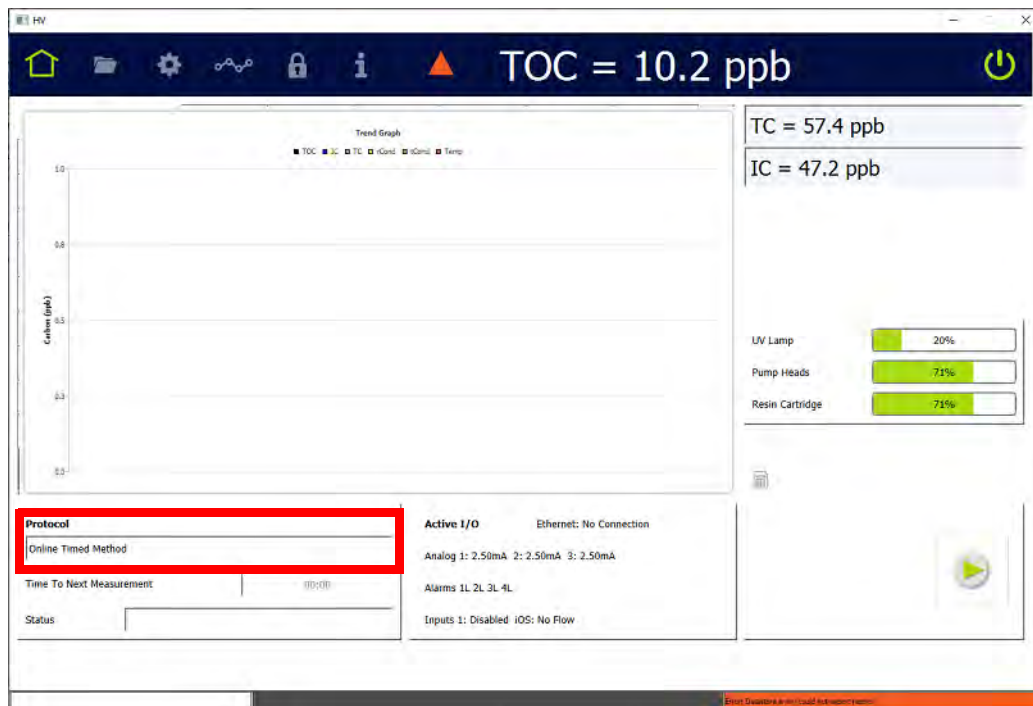 HV
TOC = 10.2 ppb
TC = 57.4 ppb
IC = 47.2 ppb
Trend Graph
TOC IC TC rCond tCond Temp
1.0
0.8
0.5
0.3
0.0
Carbon (ppb)
UV Lamp 20%
Pump Heads 71%
Resin Cartridge 71%
Protocol
Online Timed Method
Time To Next Measurement 00:00
Status
Active I/O Ethernet: No Connection
Analog 1: 2.50mA 2: 2.50mA 3: 2.50mA
Alarms 1L 2L 3L 4L
Inputs 1: Disabled iOS: No Flow